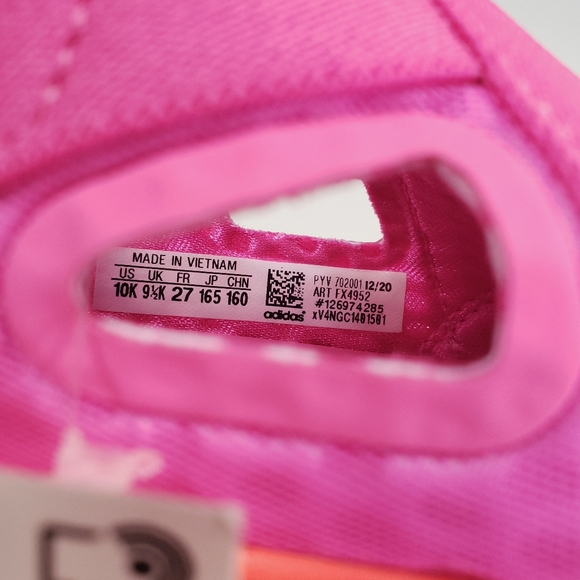 MADE IN VIETNAM
US UK FR JP CHN
10K 9½K 27 165 160
adidas
PYV 702001 12/20
ART FX4952
#126974285
xV4NGC1481581